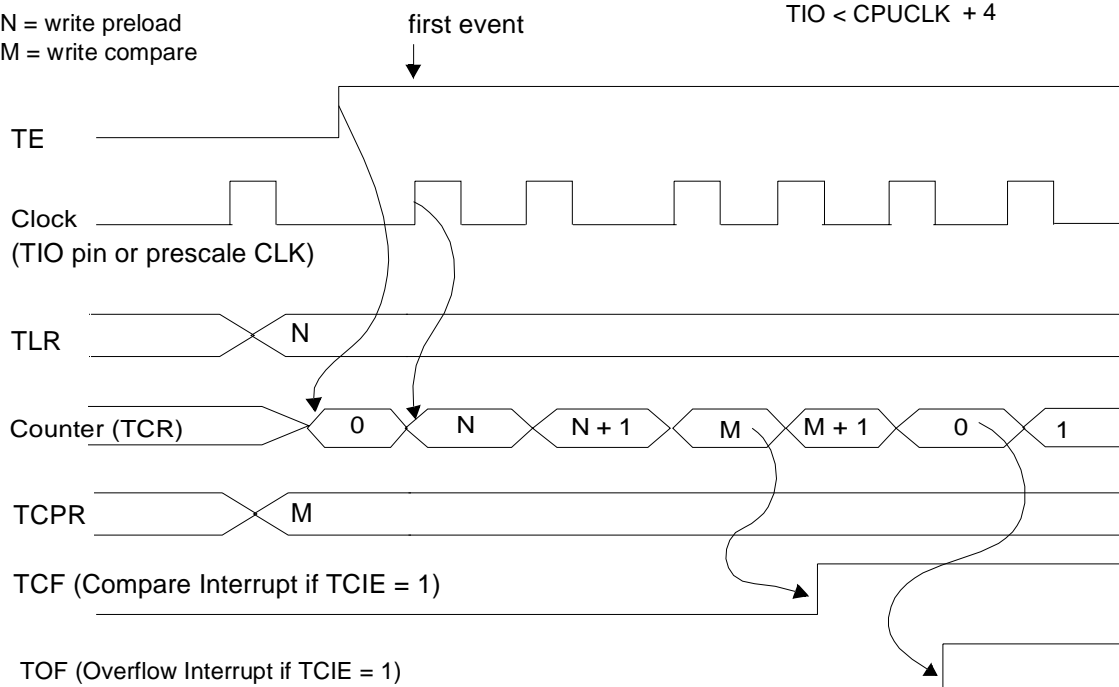 N = write preload
M = write compare
first event
TIO < CPUCLK + 4
TE
Clock
(TIO pin or prescale CLK)
TLR
N
Counter (TCR)
0
N
N + 1
M
M + 1
0
1
TCPR
M
TCF (Compare Interrupt if TCIE = 1)
TOF (Overflow Interrupt if TCIE = 1)